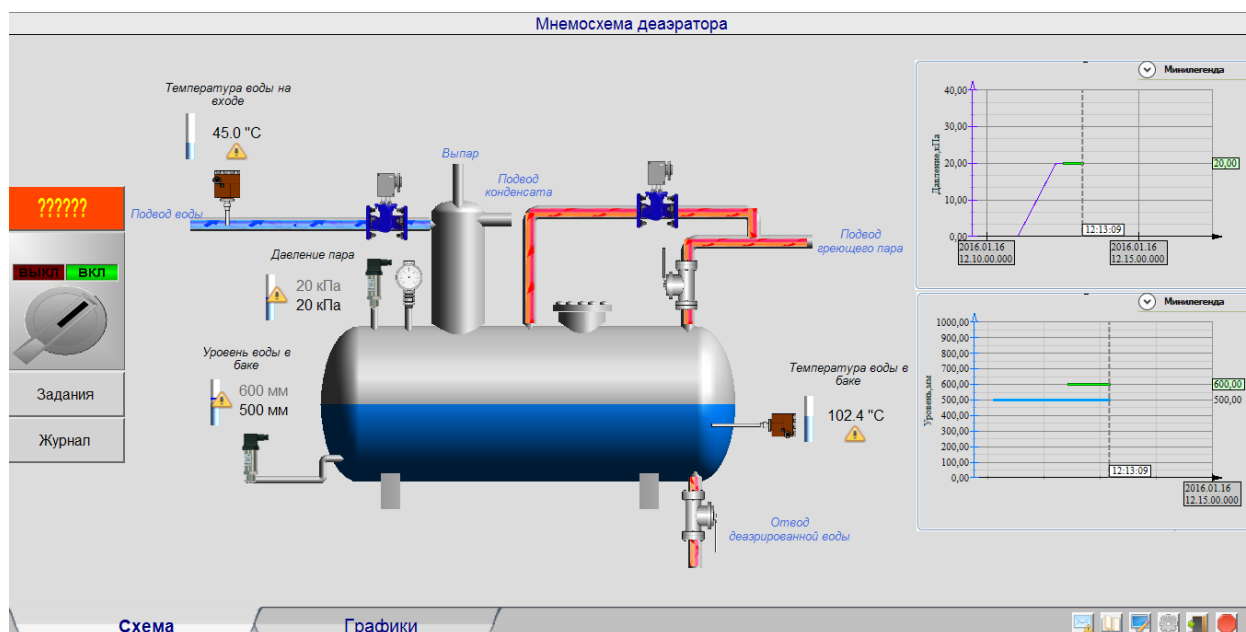 Мнемосхема деаэратора
Температура воды на
входе
45.0 "C
Выпар
Подвод
конденсата
??????
Подвод воды
Подвод
греющего пара
ВЫКЛ ВКЛ
Давление пара
20 кПа
20 кПа
Уровень воды в
баке
600 мм
500 мм
Задания
Журнал
Температура воды в
баке
102.4 "C
Отвод
деаэрированной воды
Минилегенда
Давление,кПа
40,00
30,00
20,00
10,00
0,00
20,00
12:13:09
2016.01.16
12.10.00.000
2016.01.16
12.15.00.000
Минилегенда
Уровень,мм
1000,00
900,00
800,00
700,00
600,00
500,00
400,00
300,00
200,00
100,00
0,00
600,00
500,00
12:13:09
2016.01.16
12.15.00.000
Схема
Графики